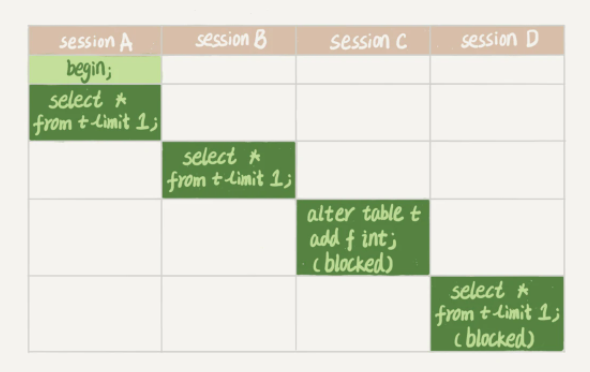 session A session B session C session D
begin;
select *
from t limit 1;
select *
from t limit 1;
alter table t
add f int;
(blocked)
select *
from t limit 1;
(blocked)